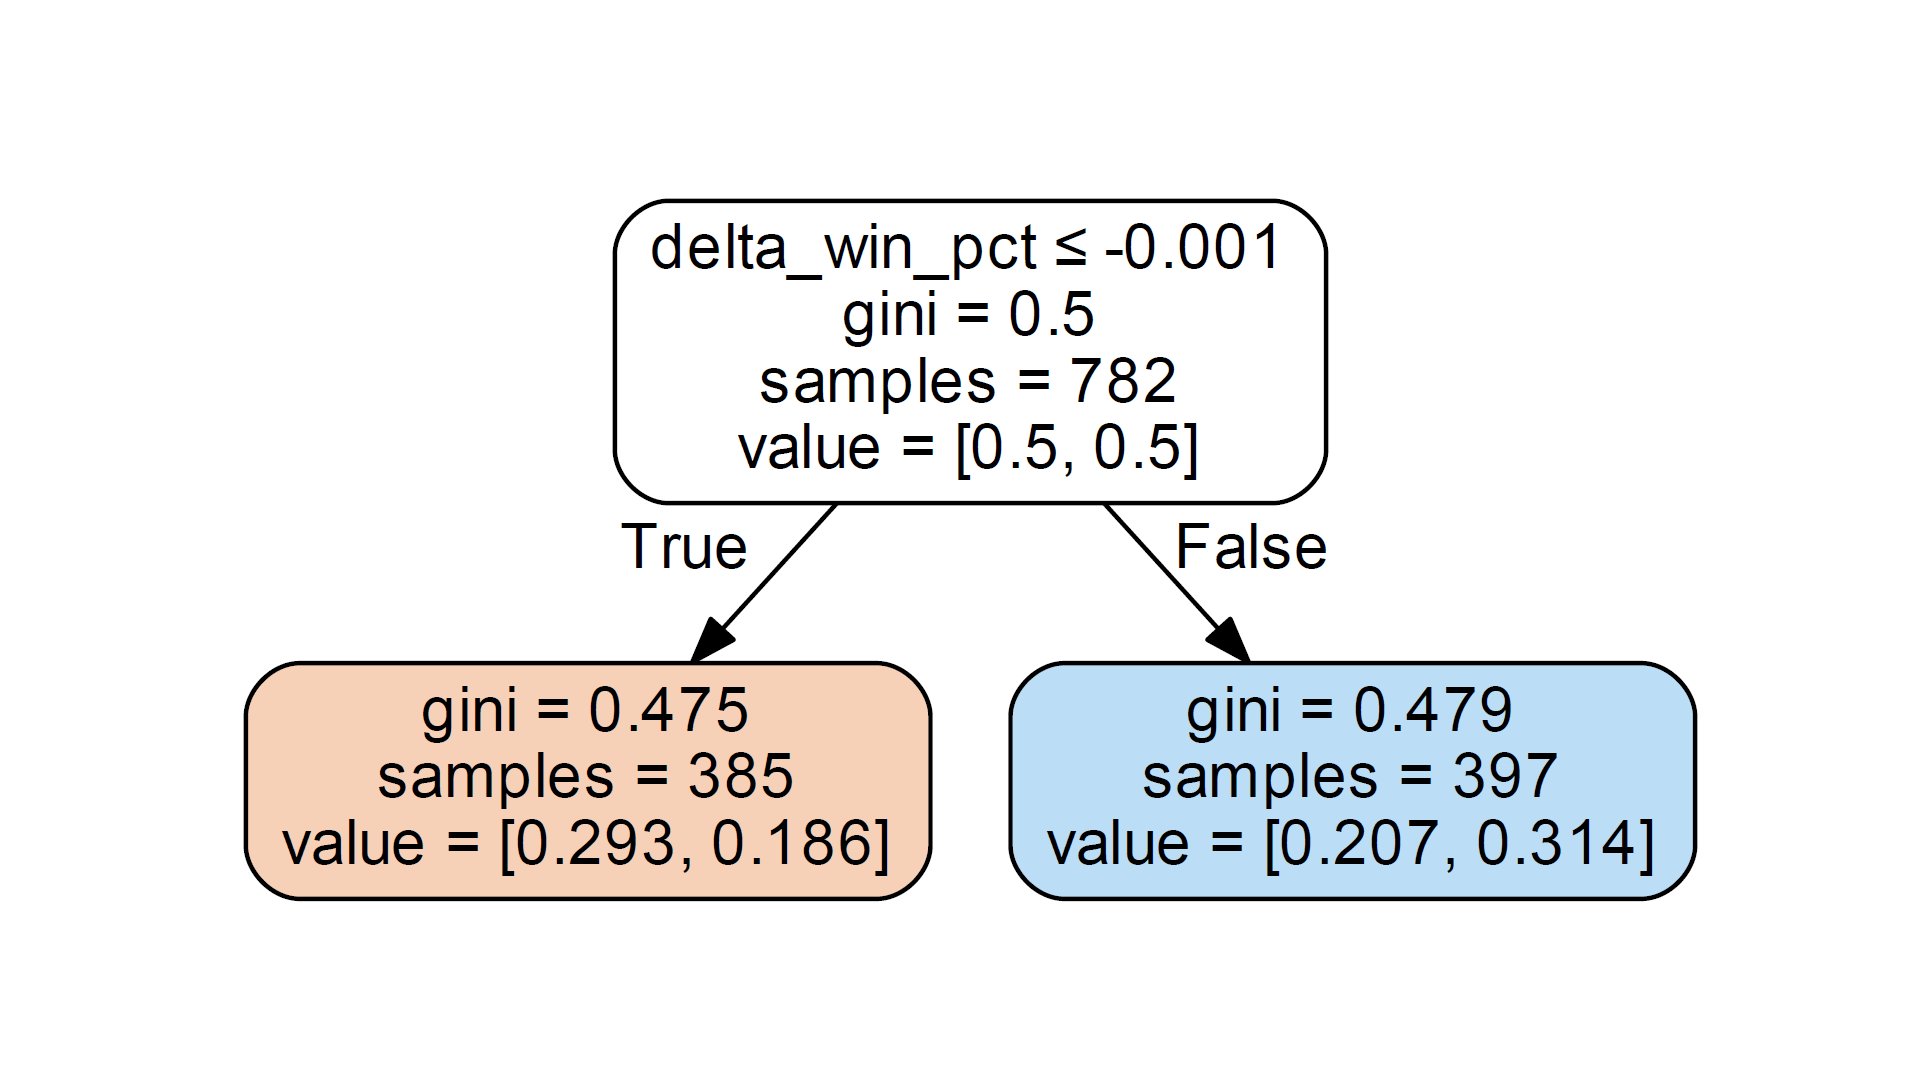 delta_win_pct ≤ -0.001
gini = 0.5
samples = 782
value = [0.5, 0.5]
True
False
gini = 0.475
samples = 385
value = [0.293, 0.186]
gini = 0.479
samples = 397
value = [0.207, 0.314]